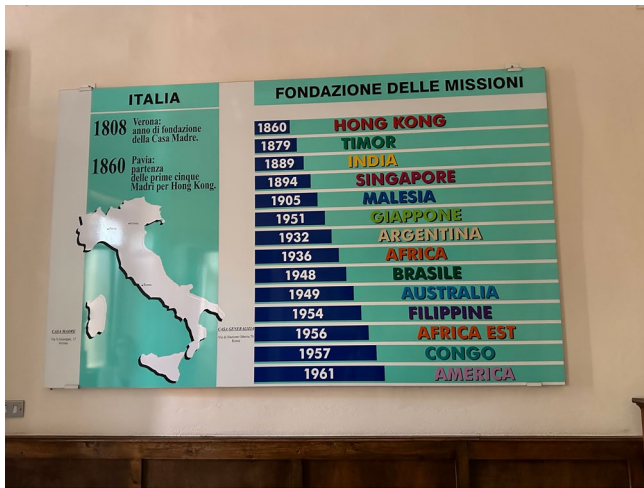 ITALIA
1808 Verona:
anno di fondazione
della Casa Madre.
1860 Pavia:
partenza
delle prime cinque
Madri per Hong Kong.
CASA MADRE
CASA GENERALIZIA
FONDAZIONE DELLE MISSIONI
1860 HONG KONG
1879 TIMOR
1889 INDIA
1894 SINGAPORE
1905 MALESIA
1951 GIAPPONE
1932 ARGENTINA
1936 AFRICA
1948 BRASILE
1949 AUSTRALIA
1954 FILIPPINE
1956 AFRICA EST
1957 CONGO
1961 AMERICA